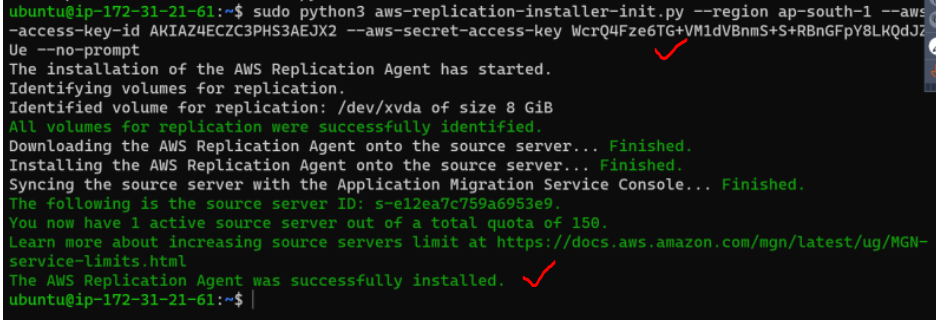 ubuntu@ip-172-31-21-61:~$ sudo python3 aws-replication-installer-init.py --region ap-south-1 --aws
-access-key-id AKIAZ4ECZC3PHS3AEJX2 --aws-secret-access-key WcrQ4Fze6TG+VM1dVBnmS+S+RBnGFpY8LKQdJZ
Ue --no-prompt
The installation of the AWS Replication Agent has started.
Identifying volumes for replication.
Identified volume for replication: /dev/xvda of size 8 GiB
All volumes for replication were successfully identified.
Downloading the AWS Replication Agent onto the source server... Finished.
Installing the AWS Replication Agent onto the source server... Finished.
Syncing the source server with the Application Migration Service Console... Finished.
The following is the source server ID: s-e12ea7c759a6953e9.
You now have 1 active source server out of a total quota of 150.
Learn more about increasing source servers limit at https://docs.aws.amazon.com/mgn/latest/ug/MGN-
service-limits.html
The AWS Replication Agent was successfully installed.
ubuntu@ip-172-31-21-61:~$